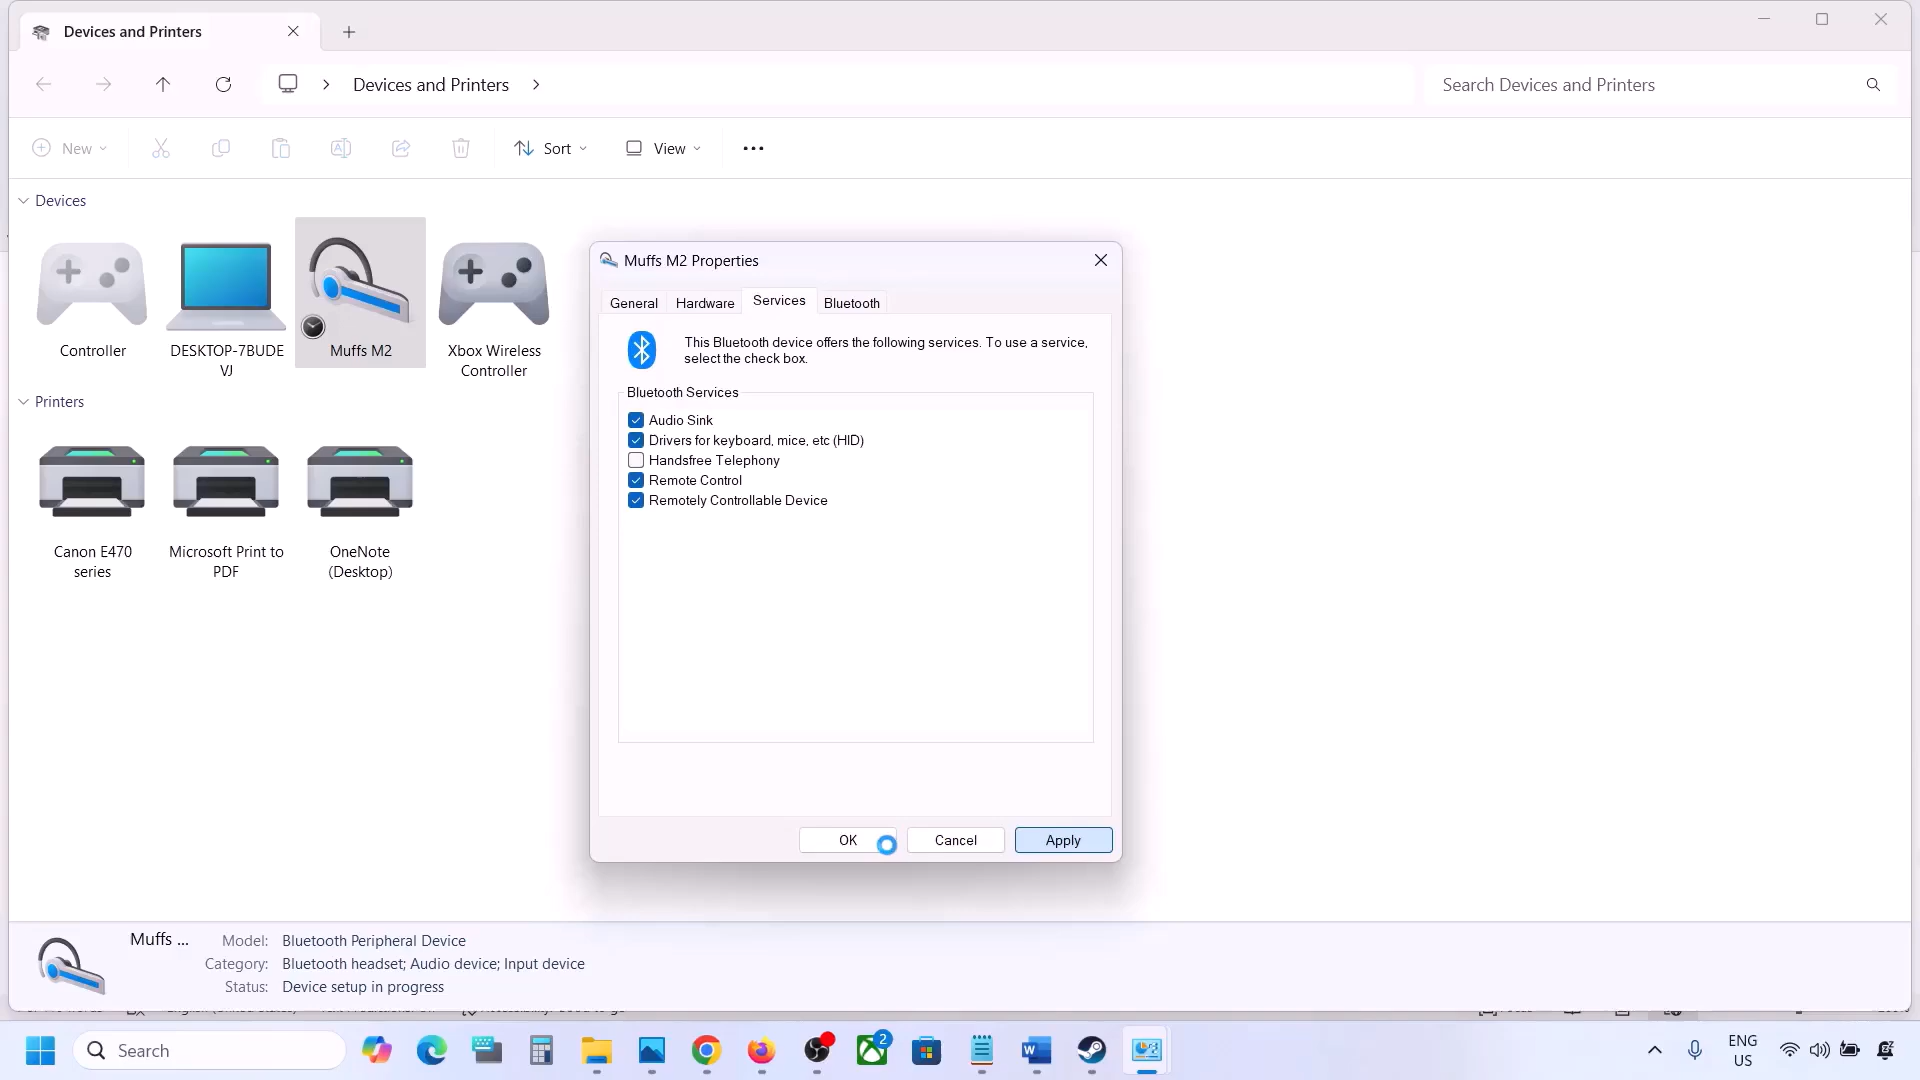 Devices and Printers
Devices and Printers
Search Devices and Printers
New
Sort
View
Devices
Controller
DESKTOP-7BUDE
VJ
Muffs M2
Xbox Wireless
Controller
Printers
Canon E470
series
Microsoft Print to
PDF
OneNote
(Desktop)
Muffs M2 Properties
General
Hardware
Services
Bluetooth
This Bluetooth device offers the following services. To use a service,
select the check box.
Bluetooth Services
Audio Sink
Drivers for keyboard, mice, etc (HID)
Handsfree Telephony
Remote Control
Remotely Controllable Device
OK
Cancel
Apply
Muffs ...
Model: Bluetooth Peripheral Device
Category: Bluetooth headset; Audio device; Input device
Status: Device setup in progress
Search
2
ENG
US